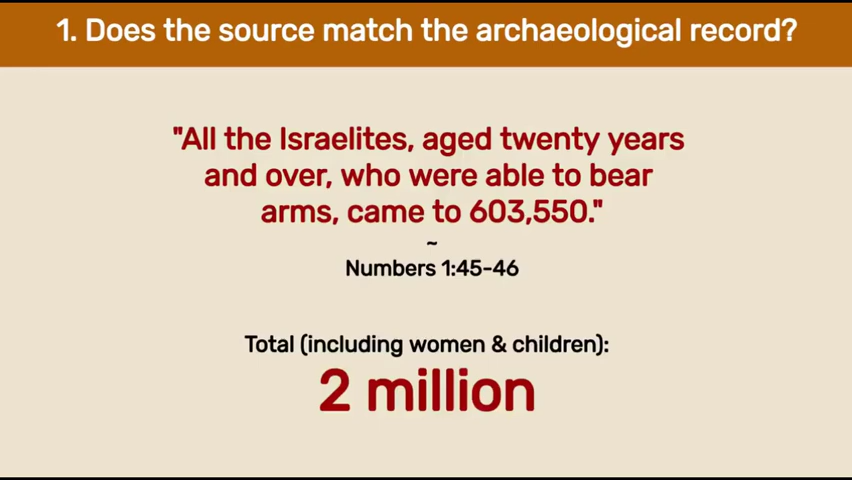 1. Does the source match the archaeological record?
"All the Israelites, aged twenty years
and over, who were able to bear
arms, came to 603,550."
~
Numbers 1:45-46
Total (including women & children):
2 million